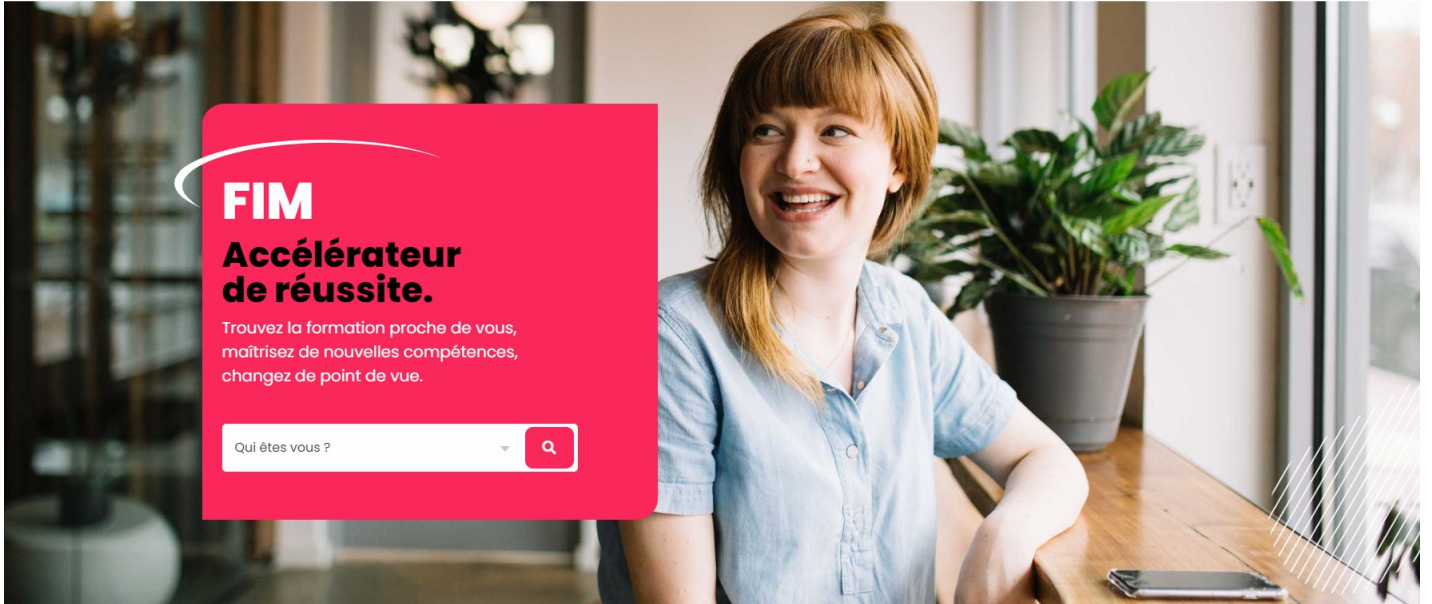 FIM
Accélérateur
de réussite.
Trouvez la formation proche de vous,
maîtrisez de nouvelles compétences,
changez de point de vue.
Qui êtes vous ?